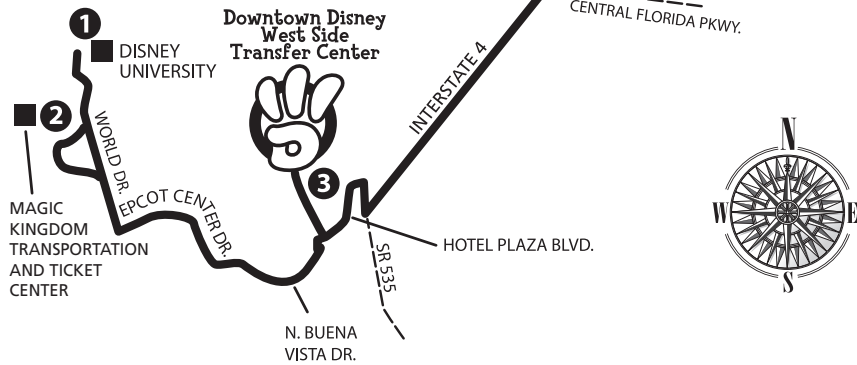 CENTRAL FLORIDA PKWY.
Downtown Disney
West Side
Transfer Center
1
DISNEY
UNIVERSITY
INTERSTATE 4
2
WORLD DR.
3
EPCOT CENTER DR.
MAGIC
KINGDOM
TRANSPORTATION
AND TICKET
CENTER
HOTEL PLAZA BLVD.
SR 535
N. BUENA
VISTA DR.
N
W
E
S